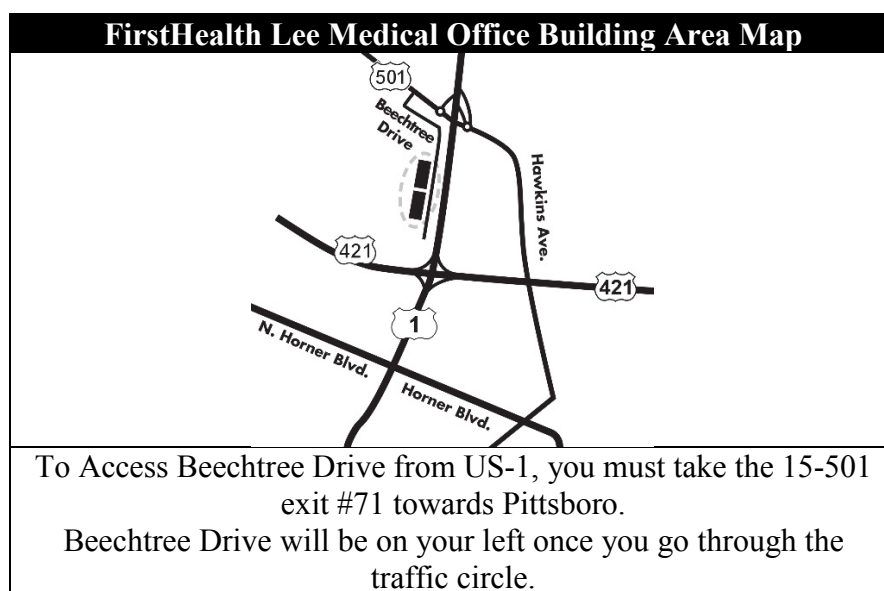 FirstHealth Lee Medical Office Building Area Map
501
Beechtree
Drive
Hawkins Ave.
421
421
1
N. Horner Blvd.
Horner Blvd.
To Access Beechtree Drive from US-1, you must take the 15-501
exit #71 towards Pittsboro.
Beechtree Drive will be on your left once you go through the
traffic circle.